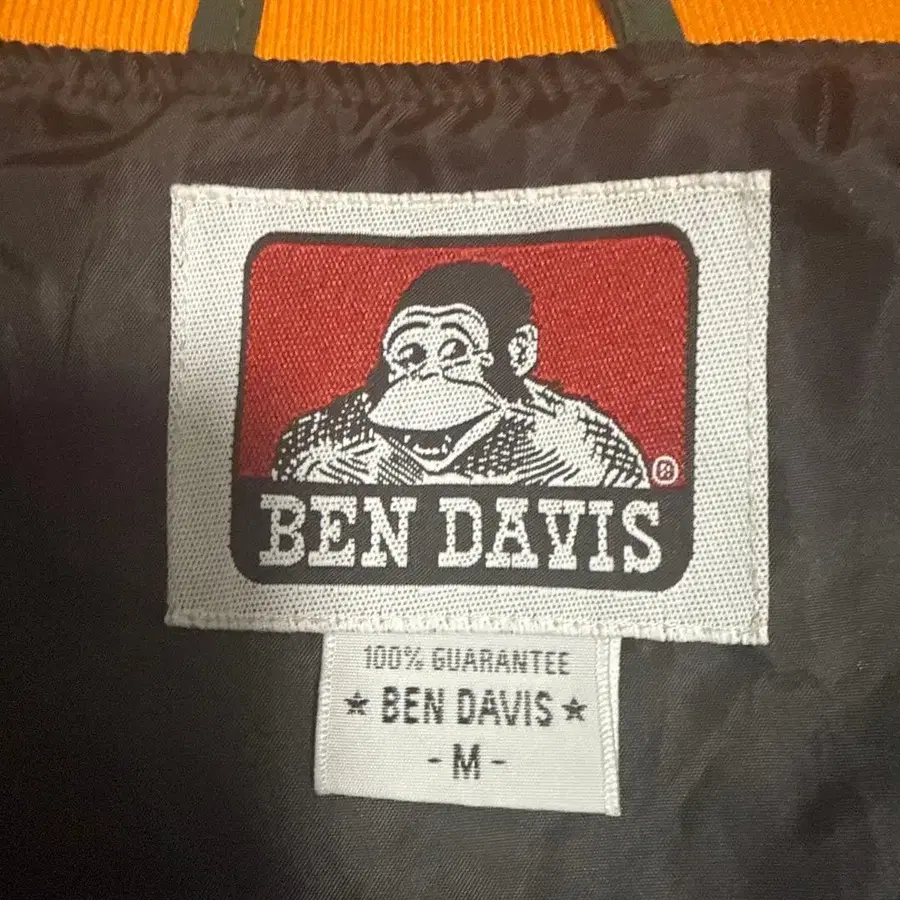 ®
BEN DAVIS
100% GUARANTEE
★ BEN DAVIS ★
- M -